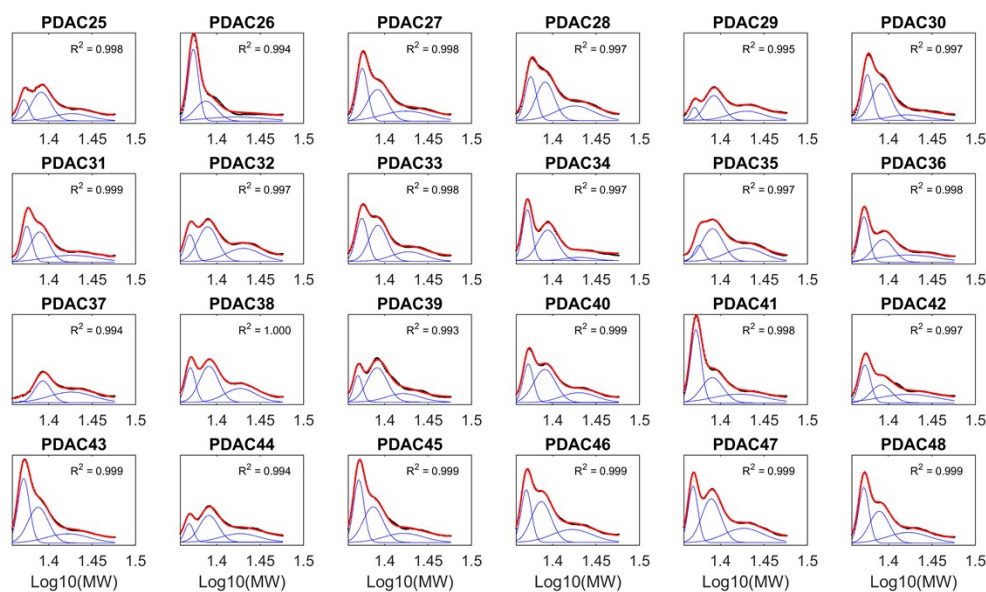 PDAC25 PDAC26 PDAC27 PDAC28 PDAC29 PDAC30
R² = 0.998 R² = 0.994 R² = 0.998 R² = 0.997 R² = 0.995 R² = 0.997
1.4 1.45 1.5 1.4 1.45 1.5 1.4 1.45 1.5 1.4 1.45 1.5 1.4 1.45 1.5 1.4 1.45 1.5
PDAC31 PDAC32 PDAC33 PDAC34 PDAC35 PDAC36
R² = 0.999 R² = 0.997 R² = 0.998 R² = 0.997 R² = 0.997 R² = 0.998
1.4 1.45 1.5 1.4 1.45 1.5 1.4 1.45 1.5 1.4 1.45 1.5 1.4 1.45 1.5 1.4 1.45 1.5
PDAC37 PDAC38 PDAC39 PDAC40 PDAC41 PDAC42
R² = 0.994 R² = 1.000 R² = 0.993 R² = 0.999 R² = 0.998 R² = 0.997
1.4 1.45 1.5 1.4 1.45 1.5 1.4 1.45 1.5 1.4 1.45 1.5 1.4 1.45 1.5 1.4 1.45 1.5
PDAC43 PDAC44 PDAC45 PDAC46 PDAC47 PDAC48
R² = 0.999 R² = 0.994 R² = 0.999 R² = 0.999 R² = 0.999 R² = 0.999
1.4 1.45 1.5 1.4 1.45 1.5 1.4 1.45 1.5 1.4 1.45 1.5 1.4 1.45 1.5 1.4 1.45 1.5
Log10(MW) Log10(MW) Log10(MW) Log10(MW) Log10(MW) Log10(MW)